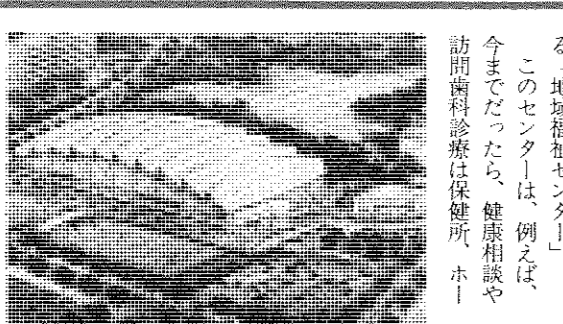 る「地域福祉センター」
このセンターは、例えば、
今までだったら、健康相談や
訪問歯科診療は保健所、ホー